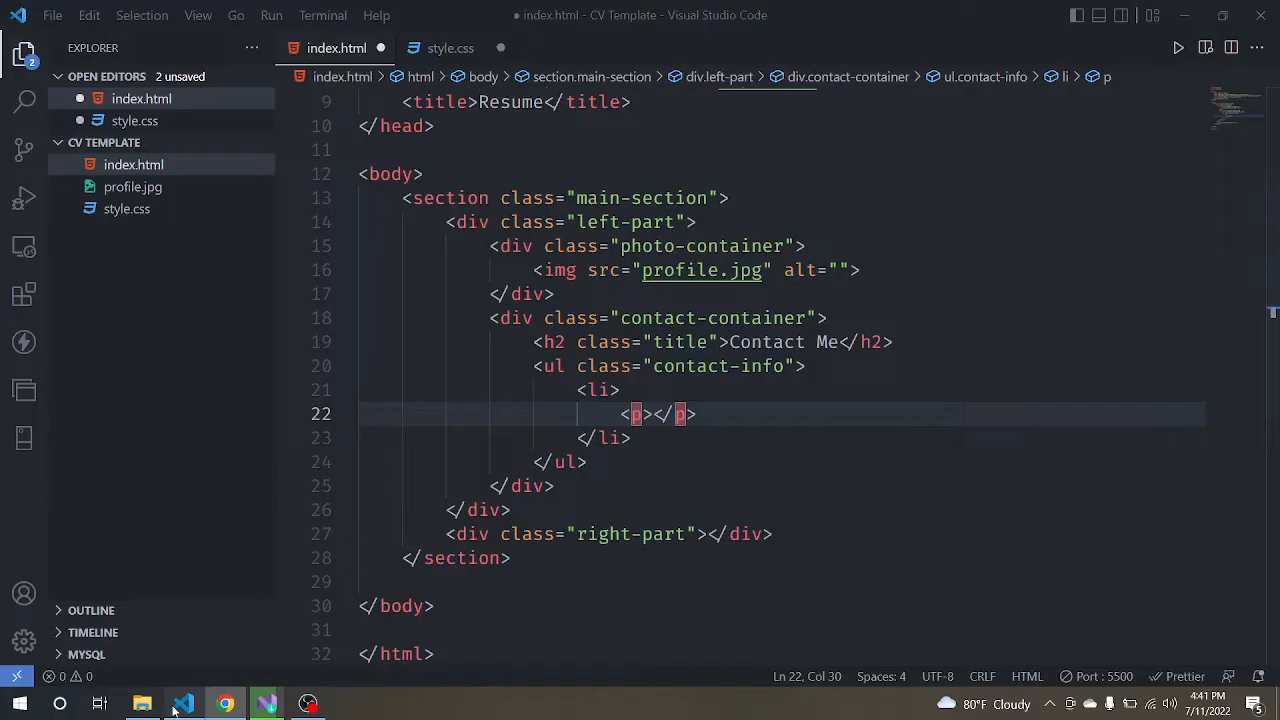 File Edit Selection View Go Run Terminal Help
● index.html - CV Template - Visual Studio Code
EXPLORER
index.html
style.css
OPEN EDITORS 2 unsaved
index.html > html > body > section.main-section > div.left-part > div.contact-container > ul.contact-info > li > p
index.html
style.css
CV TEMPLATE
index.html
profile.jpg
style.css
9 <title>Resume</title>
10 </head>
11
12 <body>
13 <section class="main-section">
14 <div class="left-part">
15 <div class="photo-container">
16 <img src="profile.jpg" alt="">
17 </div>
18 <div class="contact-container">
19 <h2 class="title">Contact Me</h2>
20 <ul class="contact-info">
21 <li>
22 <p></p>
23 </li>
24 </ul>
25 </div>
26 </div>
27 <div class="right-part"></div>
28 </section>
29
30 </body>
31
32 </html>
2
OUTLINE
TIMELINE
MYSQL
0 0
Ln 22, Col 30 Spaces: 4 UTF-8 CRLF HTML Port : 5500 Prettier
80°F Cloudy
4:41 PM
7/11/2022
5